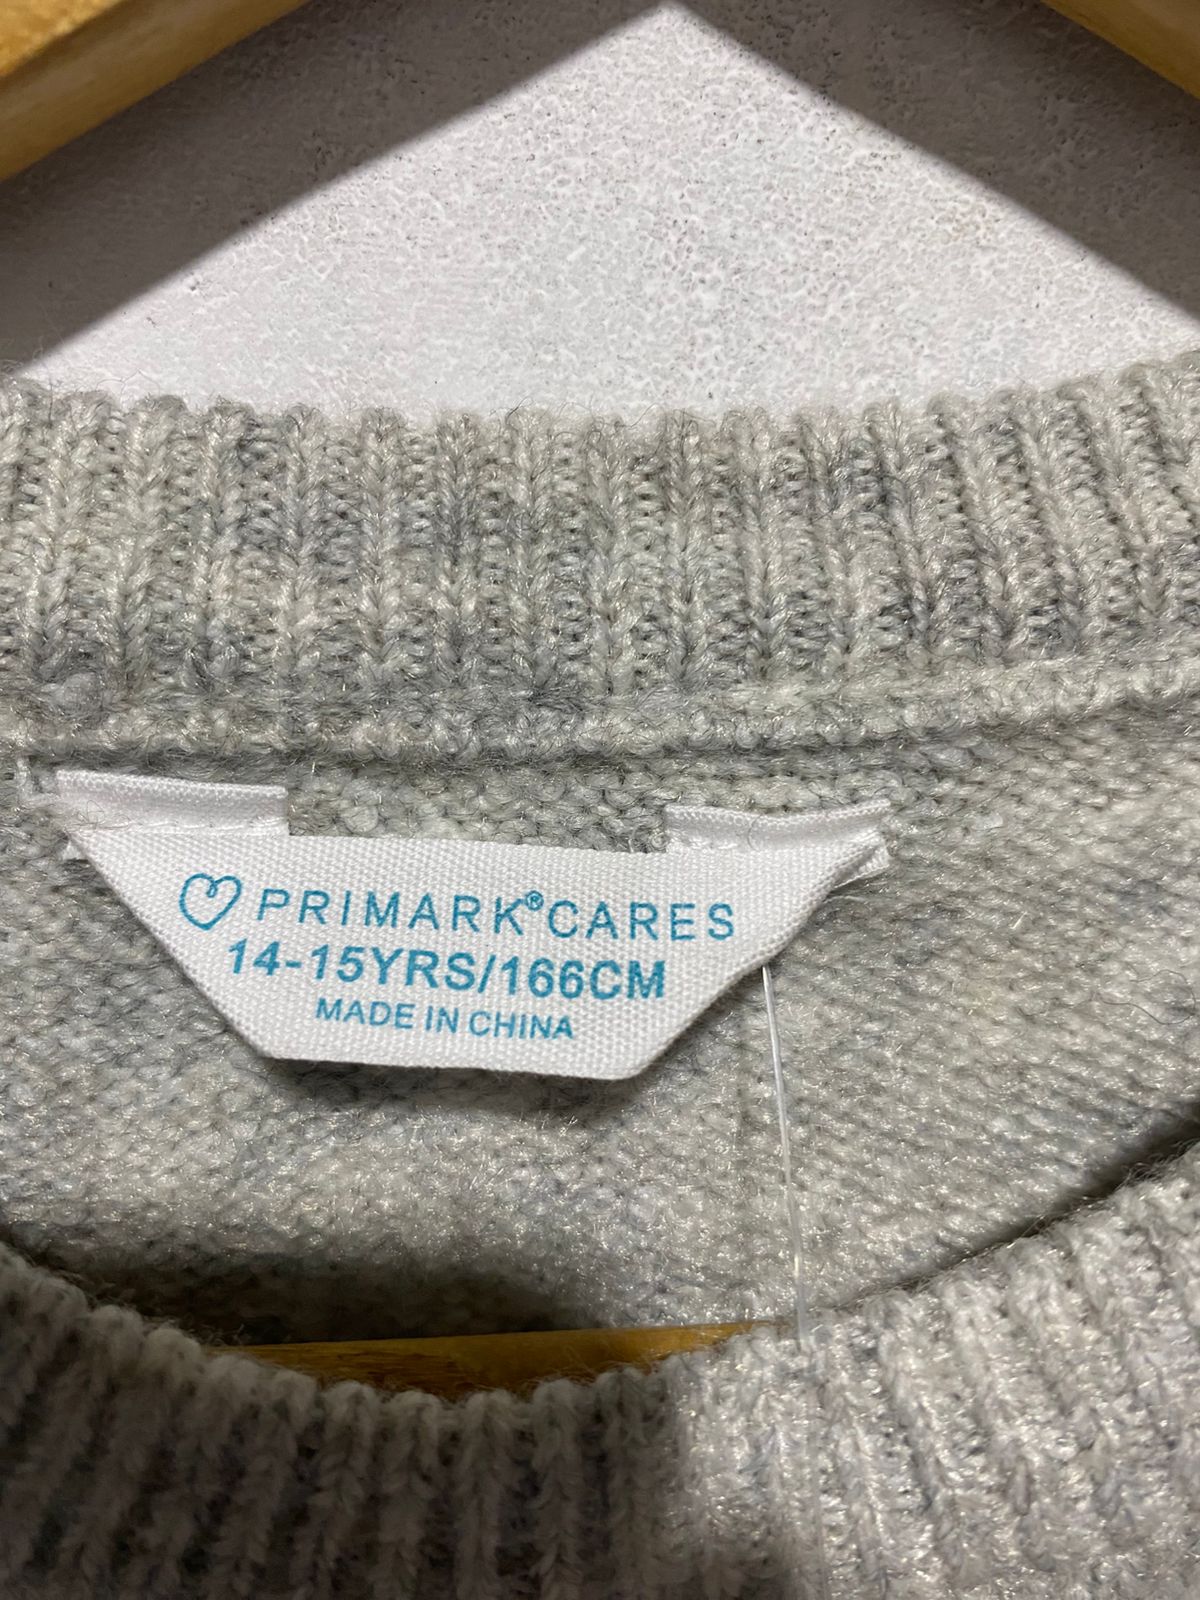 PRIMARK® CARES
14-15YRS/166CM
MADE IN CHINA